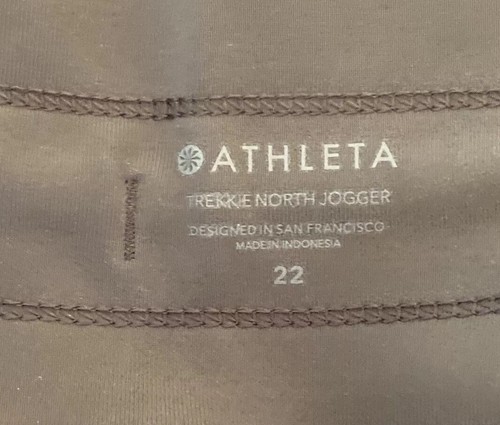 ATHLETA
TREKKIE NORTH JOGGER
DESIGNED IN SAN FRANCISCO
MADE IN INDONESIA
22